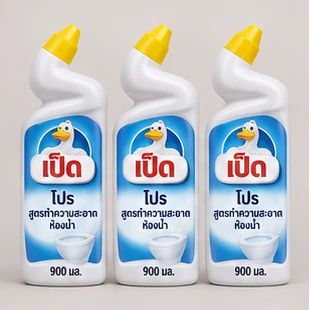 เป็ด
โปร
สูตรทำความสะอาด
ห้องน้ำ
900 มล.
เป็ด
โปร
สูตรทำความสะอาด
ห้องน้ำ
900 มล.
เป็ด
โปร
สูตรทำความสะอาด
ห้องน้ำ
900 มล.